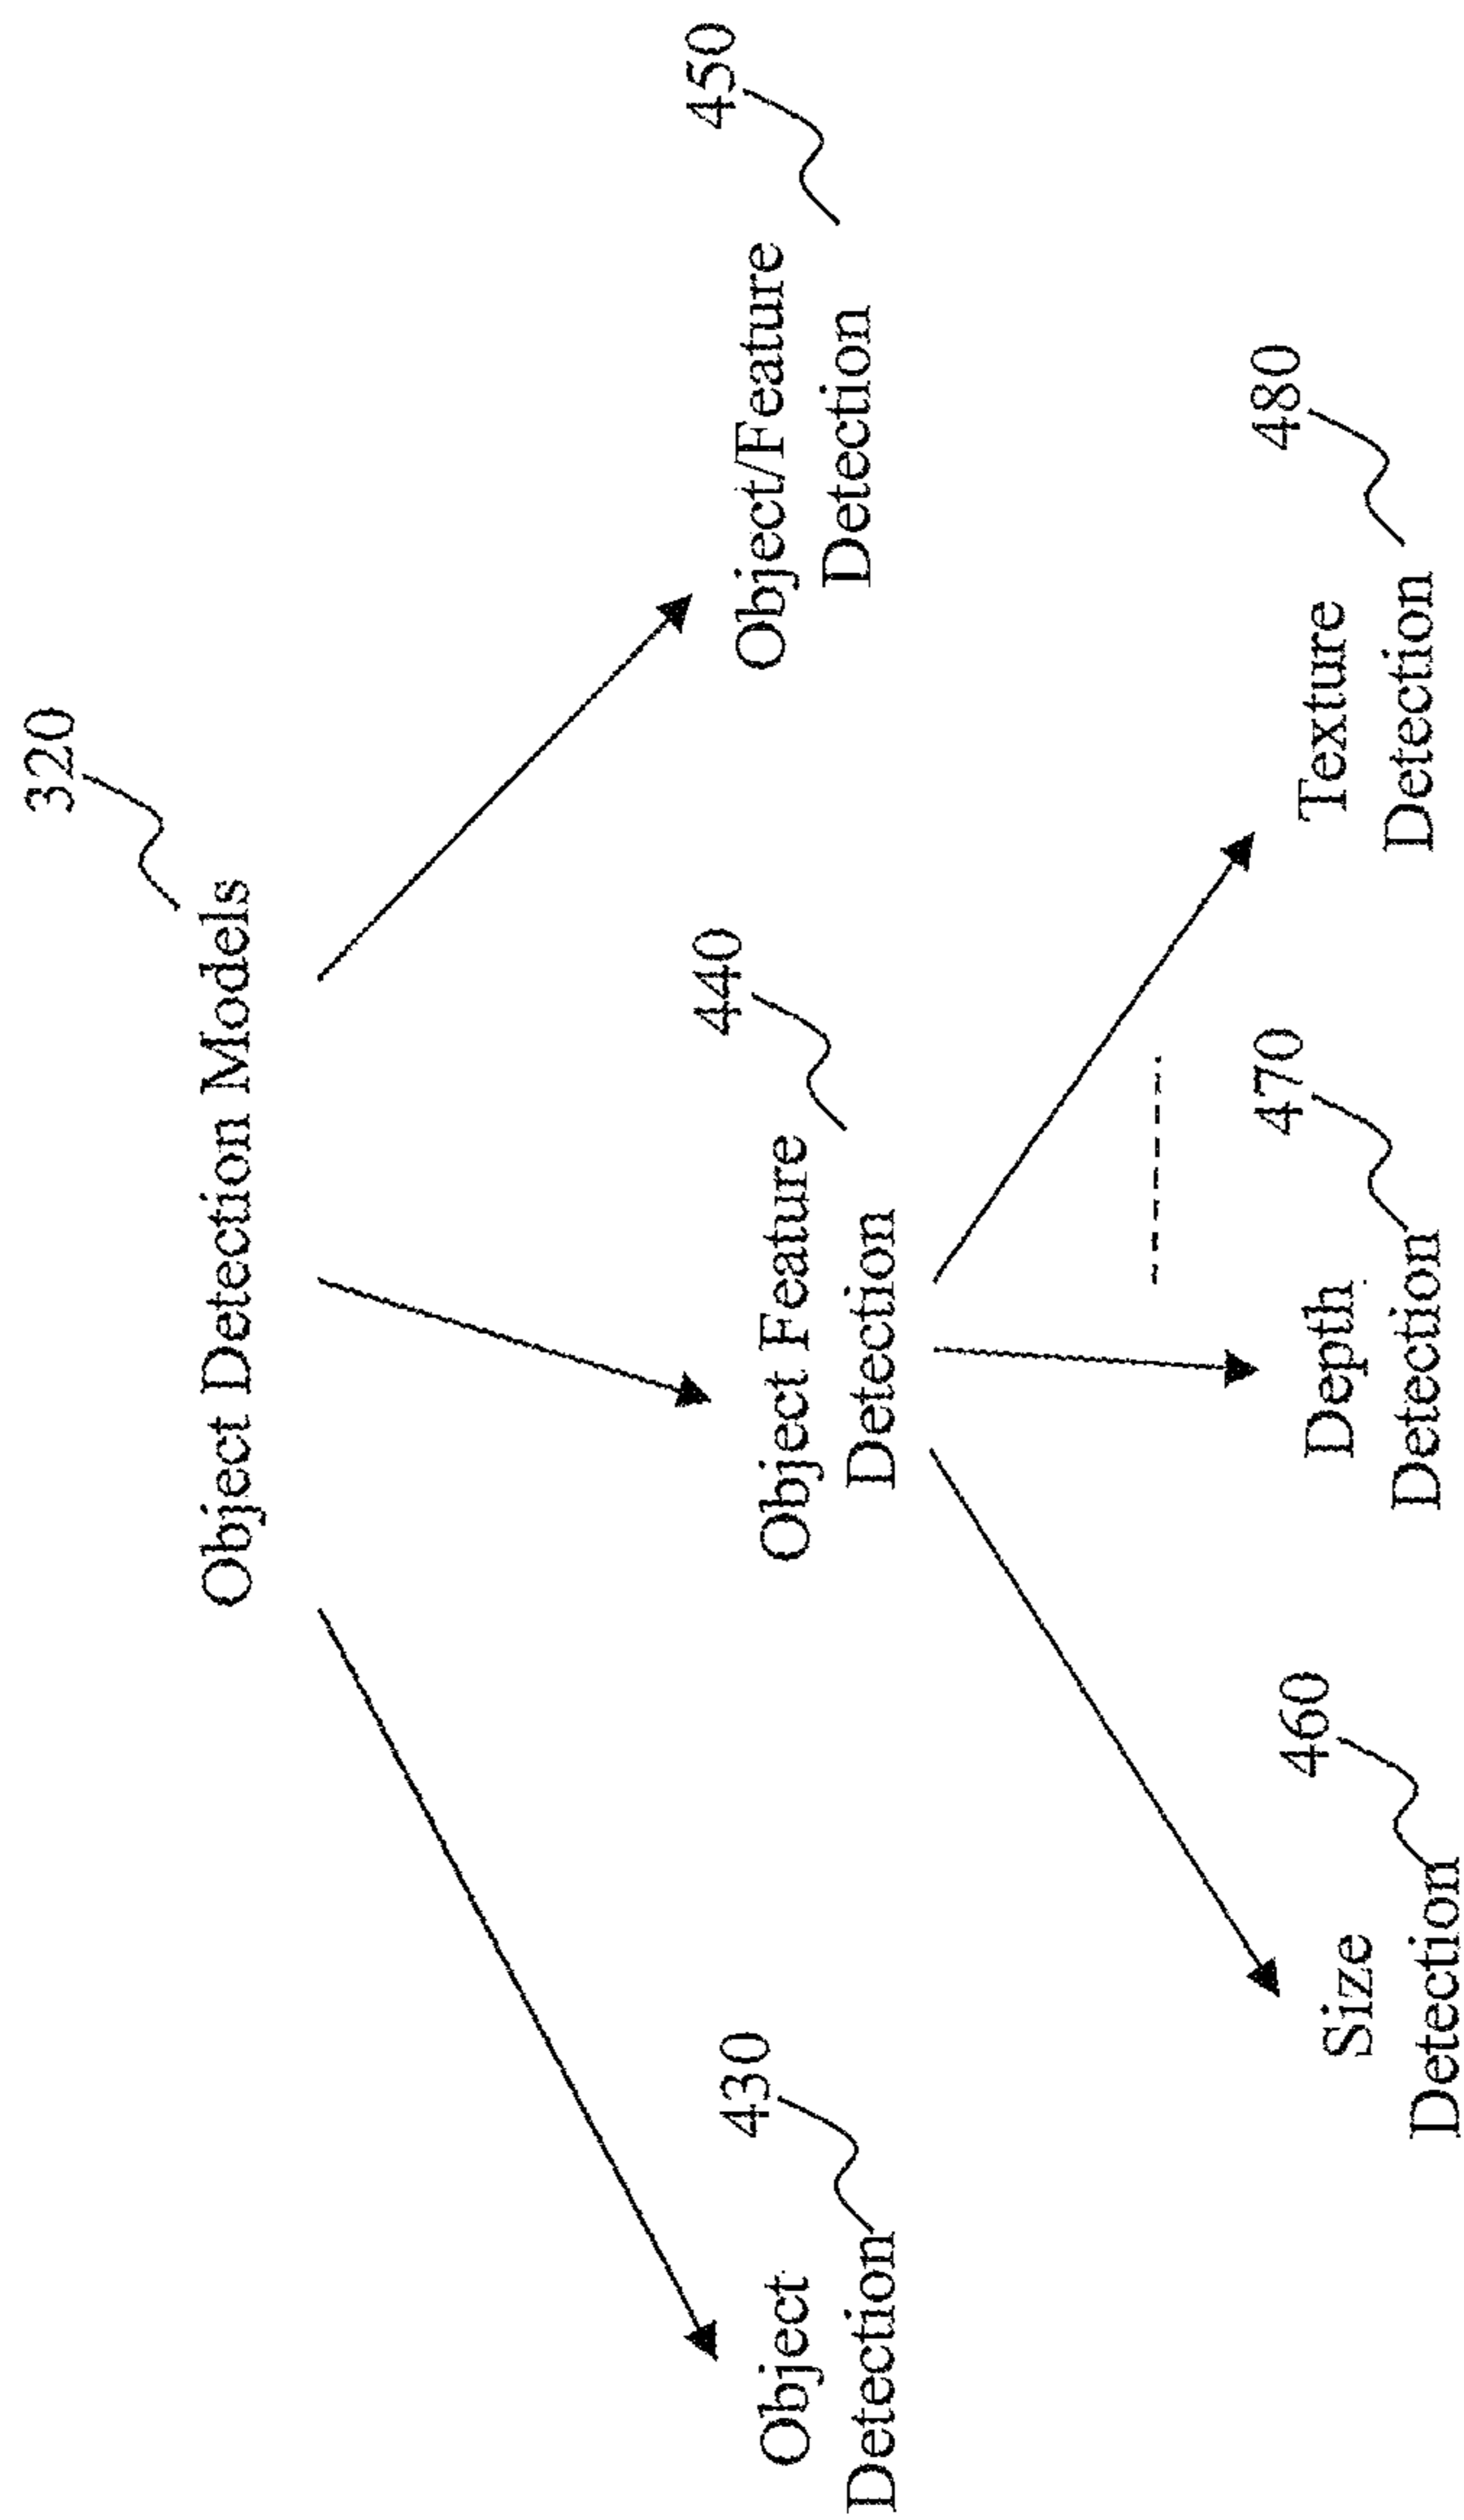 320
Object Detection Models
430
440
450
Object
Detection
Object Feature
Detection
Object/Feature
Detection
460
470
480
Size
Detection
Depth
Detection
Texture
Detection